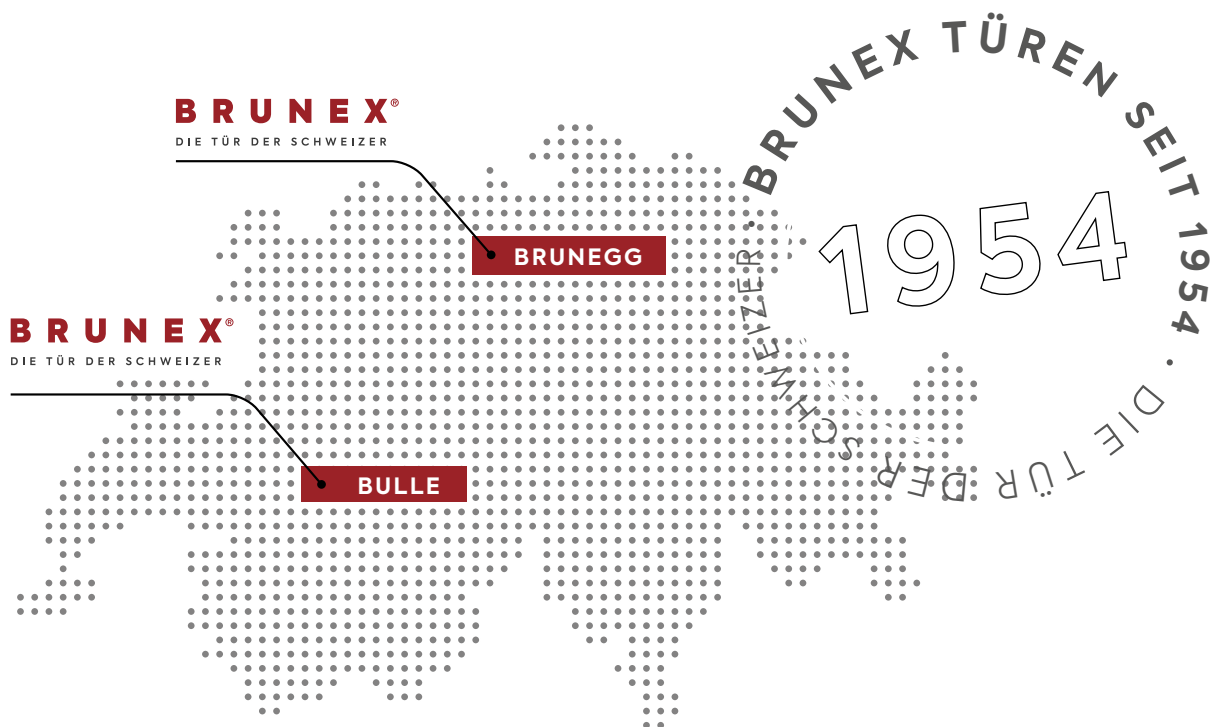 BRUNEX®
DIE TÜR DER SCHWEIZER
BRUNEGG
BRUNEX®
DIE TÜR DER SCHWEIZER
BULLE
BRUNEX TÜREN SEIT 1954 · DIE TÜR DER SCHWEIZER ·
1954